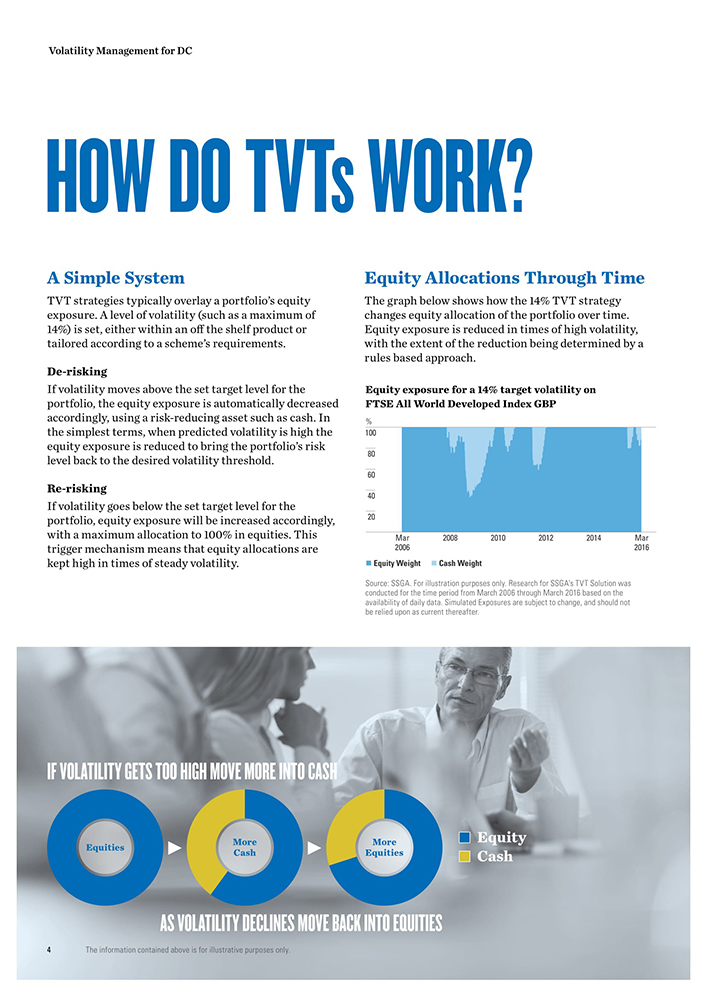 Volatility Management for DC
HOW DO TVTs WORK?
A Simple System
TVT strategies typically overlay a portfolio's equity
exposure. A level of volatility (such as a maximum of
14%) is set, either within an off the shelf product or
tailored according to a scheme's requirements.
De-risking
If volatility moves above the set target level for the
portfolio, the equity exposure is automatically decreased
accordingly, using a risk-reducing asset such as cash. In
the simplest terms, when predicted volatility is high the
equity exposure is reduced to bring the portfolio's risk
level back to the desired volatility threshold.
Re-risking
If volatility goes below the set target level for the
portfolio, equity exposure will be increased accordingly,
with a maximum allocation to 100% in equities. This
trigger mechanism means that equity allocations are
kept high in times of steady volatility.
Equity Allocations Through Time
The graph below shows how the 14% TVT strategy
changes equity allocation of the portfolio over time.
Equity exposure is reduced in times of high volatility,
with the extent of the reduction being determined by a
rules based approach.
Equity exposure for a 14% target volatility on
FTSE All World Developed Index GBP
%
100
80
60
40
20
Mar 2008 2010 2012 2014 Mar
2006 2016
Equity Weight Cash Weight
Source: SSGA. For illustration purposes only. Research for SSGA's TVT Solution was
conducted for the time period from March 2006 through March 2016 based on the
availability of daily data. Simulated Exposures are subject to change, and should not
be relied upon as current thereafter.
IF VOLATILITY GETS TOO HIGH MOVE MORE INTO CASH
Equities
More
Cash
More
Equities
Equity
Cash
AS VOLATILITY DECLINES MOVE BACK INTO EQUITIES
4 The information contained above is for illustrative purposes only.